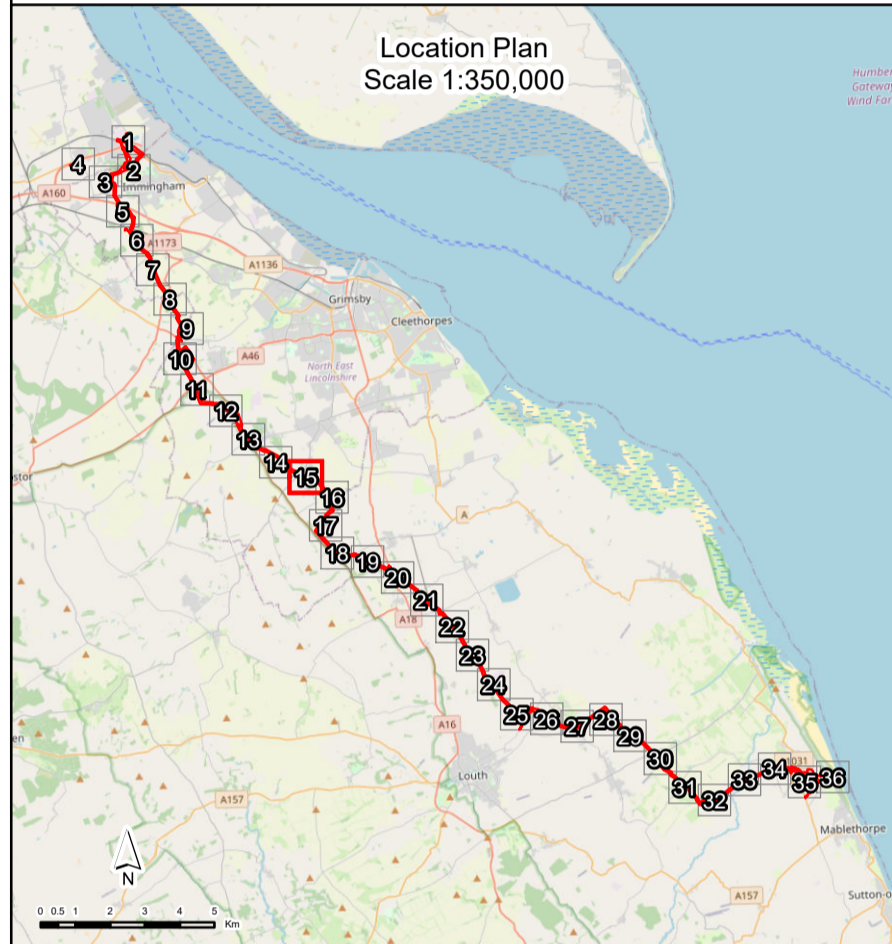 Location Plan
Scale 1:350,000
Humber
Gateway
Wind Far
1
4
2
3
Immingham
A160
5
6
A1173
7
A1136
8
Grimsby
9
Cleethorpes
10
A46
North East
Lincolnshire
11
12
13
14
15
stor
16
A
17
18
19
20
21
A18
22
23
24
25
26
27
28
A16
29
30
Louth
1031
34
36
33
35
31
32
A157
Mablethorpe
N
A157
Sutton-o
en
0 0.5 1 2 3 4 5
Km